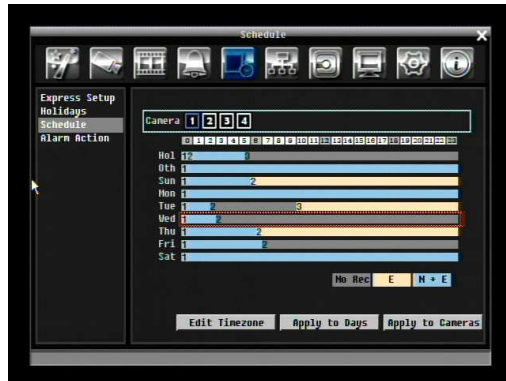 Schedule
Express Setup
Holidays
Schedule
Alarm Action
Camera 1 2 3 4
0 1 2 3 4 5 6 7 8 9 10 11 12 13 14 15 16 17 18 19 20 21 22 23
Hol 1 2 3
Oth 1
Sun 1 2
Mon 1
Tue 1 2 3
Wed 1 2
Thu 1 2
Fri 1 2
Sat 1
No Rec E N + E
Edit Timezone Apply to Days Apply to Cameras